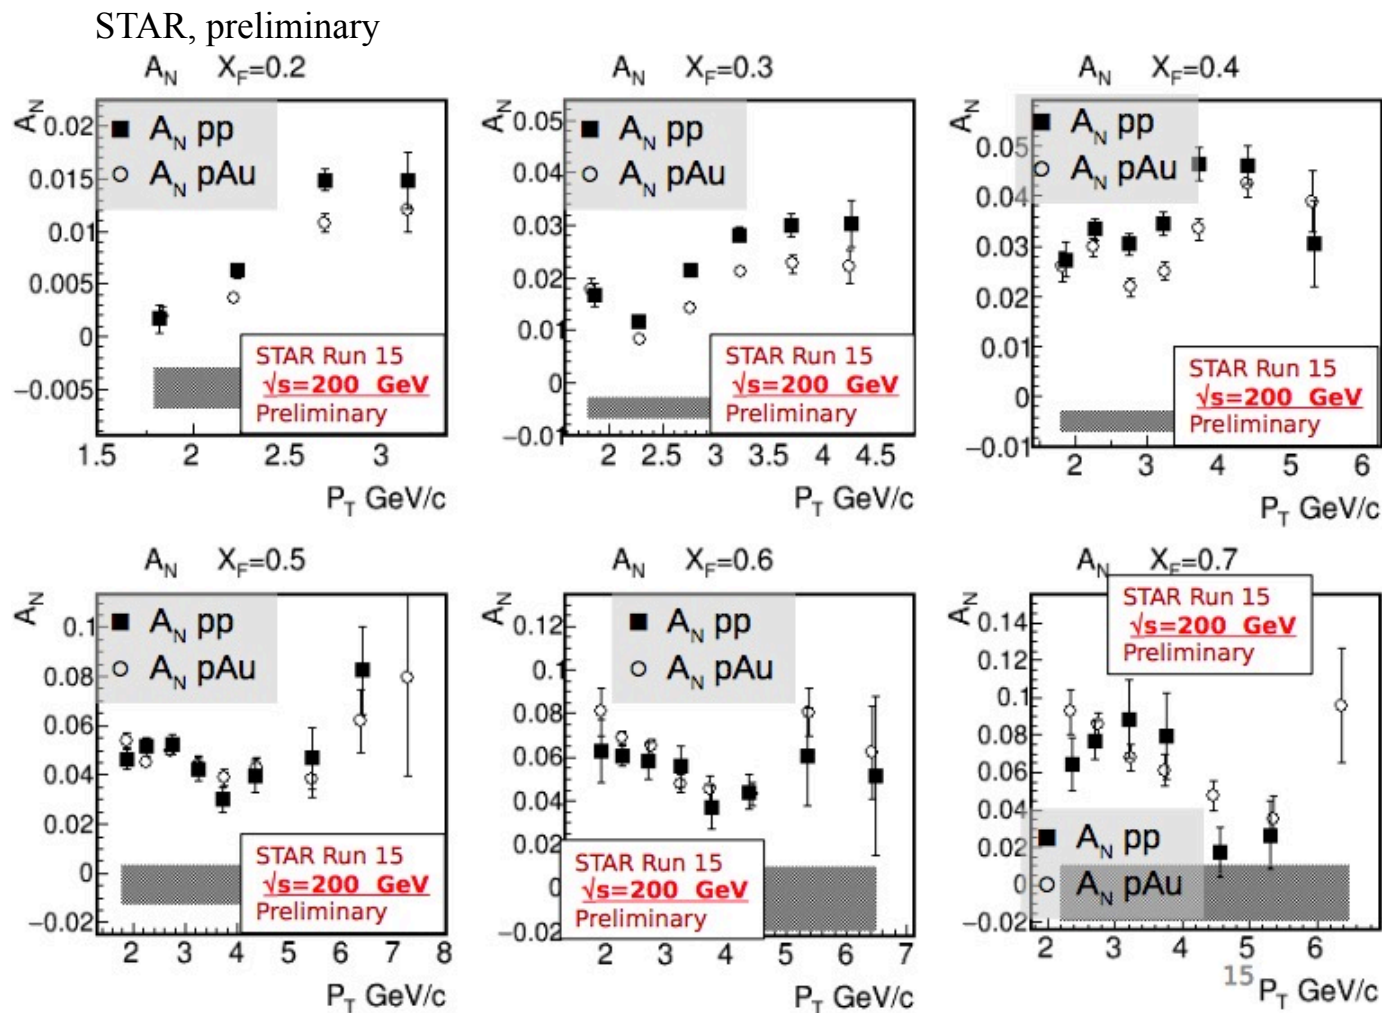 STAR, preliminary
A_N X_F=0.2
A_N
0.02
0.015
0.01
0.005
0
−0.005
A_N pp
A_N pAu
STAR Run 15
√s=200 GeV
Preliminary
1.5 2 2.5 3
P_T GeV/c
A_N X_F=0.3
A_N
0.05
0.04
0.03
0.02
0.01
0
−0.01
A_N pp
A_N pAu
STAR Run 15
√s=200 GeV
Preliminary
2 2.5 3 3.5 4 4.5
P_T GeV/c
A_N X_F=0.4
A_N
0.05
0.04
0.03
0.02
0.01
0
−0.01
A_N pp
A_N pAu
STAR Run 15
√s=200 GeV
Preliminary
2 3 4 5 6
P_T GeV/c
A_N X_F=0.5
A_N
0.1
0.08
0.06
0.04
0.02
0
−0.02
A_N pp
A_N pAu
STAR Run 15
√s=200 GeV
Preliminary
2 3 4 5 6 7 8
P_T GeV/c
A_N X_F=0.6
A_N
0.12
0.1
0.08
0.06
0.04
0.02
0
−0.02
A_N pp
A_N pAu
STAR Run 15
√s=200 GeV
Preliminary
2 3 4 5 6 7
P_T GeV/c
A_N X_F=0.7
A_N
STAR Run 15
√s=200 GeV
Preliminary
0.14
0.12
0.1
0.08
0.06
0.04
0.02
0
−0.02
A_N pp
A_N pAu
2 3 4 5 6
15
P_T GeV/c